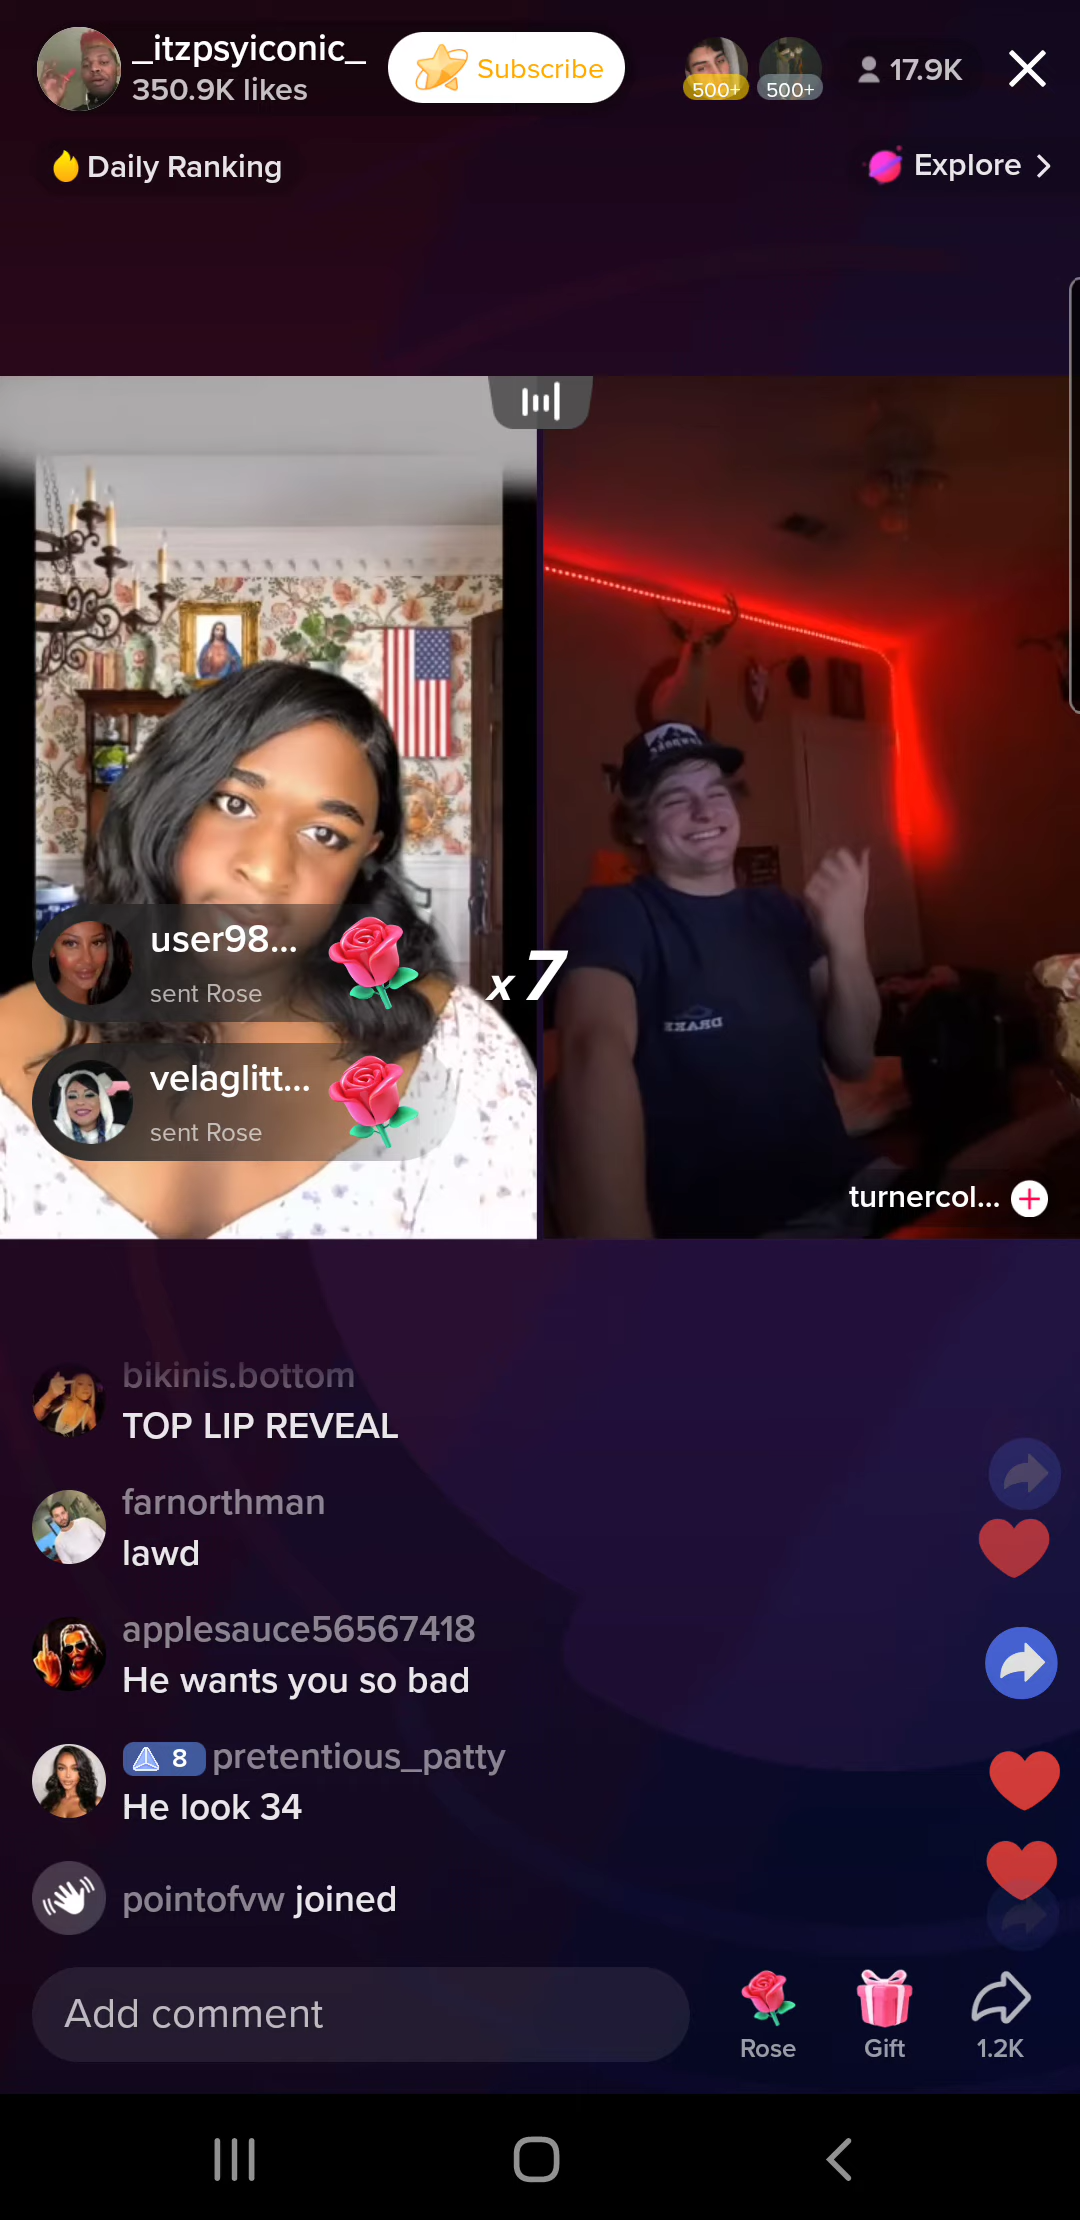 _itzpsyiconic_
350.9K likes
Subscribe
500+
500+
17.9K
Daily Ranking
Explore
user98...
sent Rose
x 7
velaglitt...
sent Rose
DRAKE
turnercol...
bikinis.bottom
TOP LIP REVEAL
farnorthman
lawd
applesauce56567418
He wants you so bad
8 pretentious_patty
He look 34
pointofvw joined
Add comment
Rose
Gift
1.2K